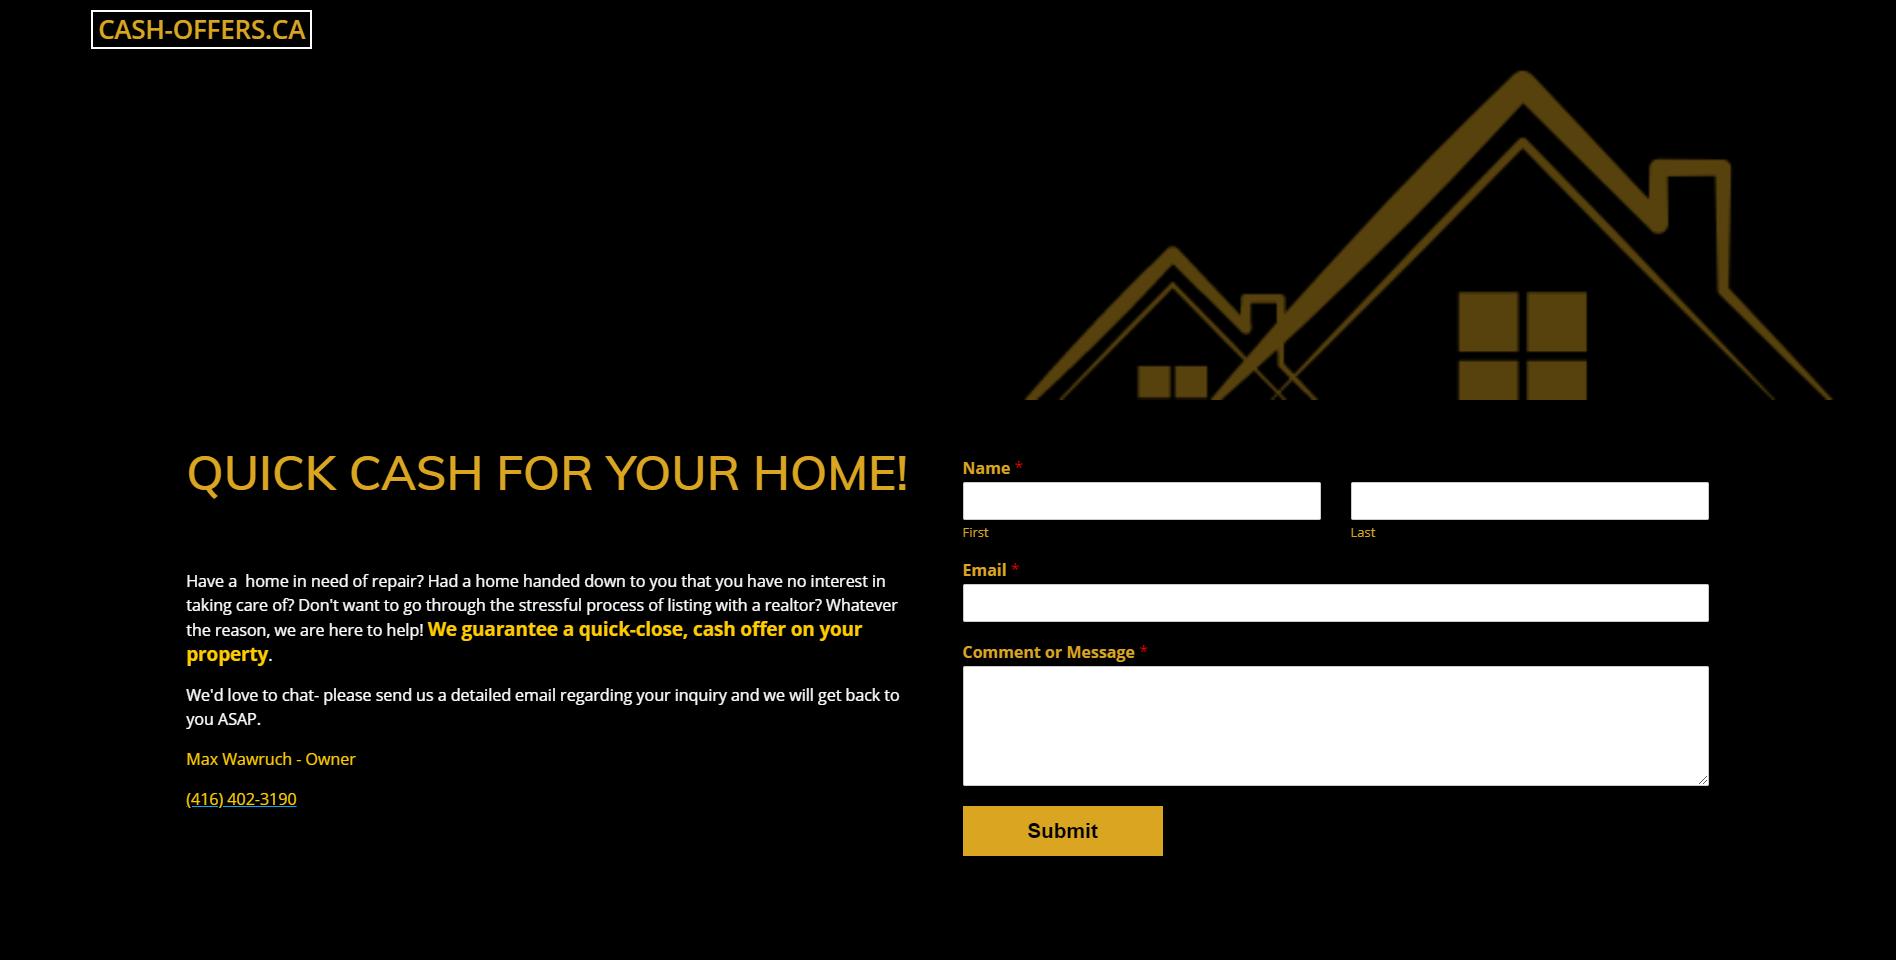 CASH-OFFERS.CA
QUICK CASH FOR YOUR HOME!
Have a  home in need of repair? Had a home handed down to you that you have no interest in
taking care of? Don't want to go through the stressful process of listing with a realtor? Whatever
the reason, we are here to help! We guarantee a quick-close, cash offer on your
property.
We'd love to chat- please send us a detailed email regarding your inquiry and we will get back to
you ASAP.
Max Wawruch - Owner
(416) 402-3190
Name *
First
Last
Email *
Comment or Message *
Submit